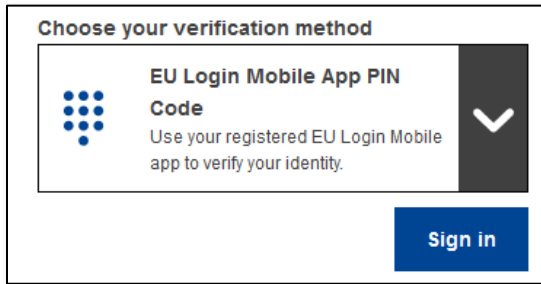 Choose your verification method
EU Login Mobile App PIN
Code
Use your registered EU Login Mobile
app to verify your identity.
Sign in